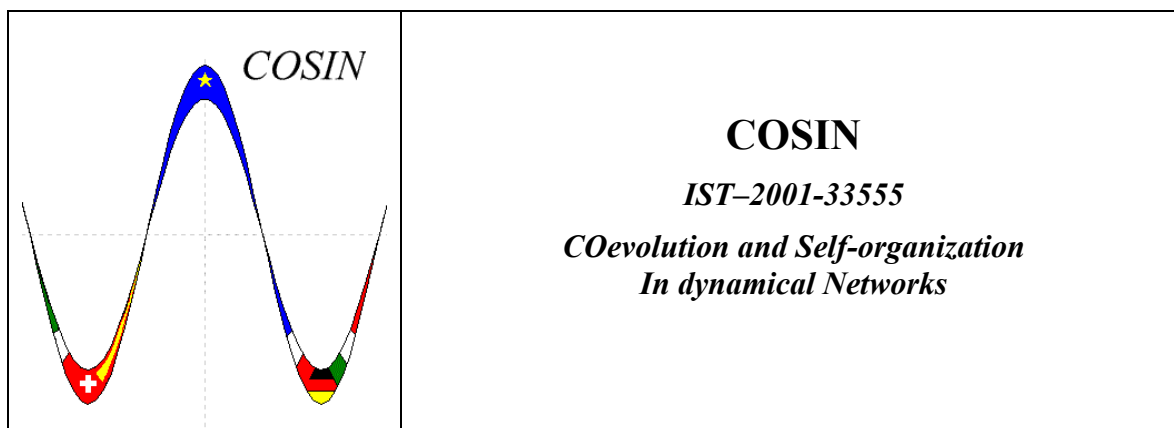 COSIN
COSIN
IST–2001-33555
COevolution and Self-organization
In dynamical Networks